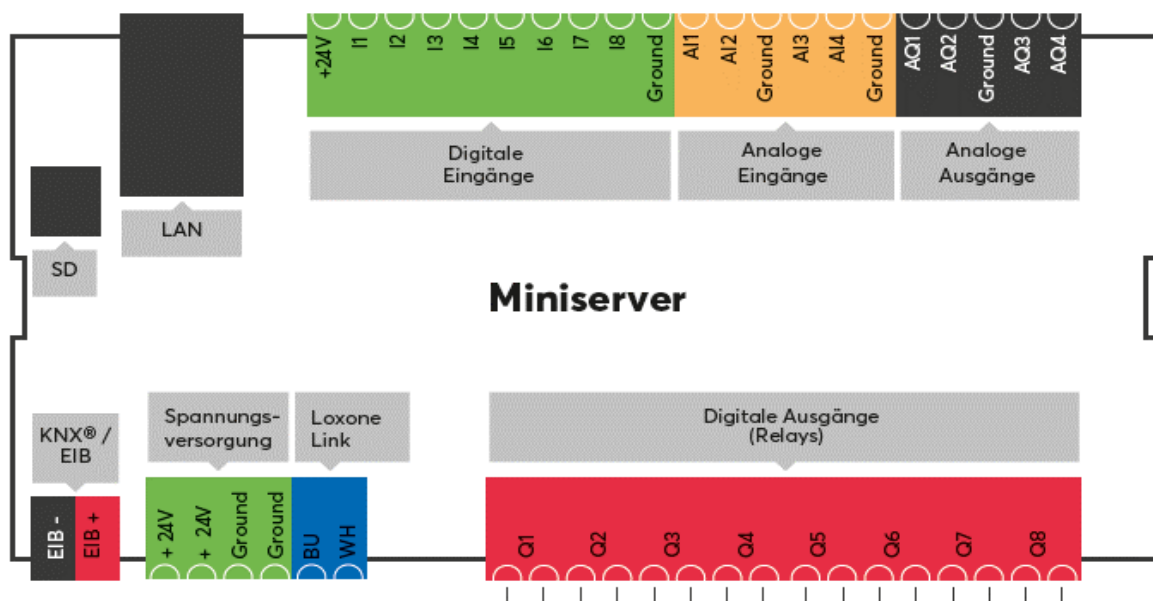 +24V I1 I2 I3 I4 I5 I6 I7 I8 Ground AI1 AI2 Ground AI3 AI4 Ground AQ1 AQ2 Ground AQ3 AQ4
Digitale
Eingänge
Analoge
Eingänge
Analoge
Ausgänge
LAN
SD
Miniserver
KNX® /
EIB
Spannungs-
versorgung
Loxone
Link
Digitale Ausgänge
(Relays)
EIB - EIB + + 24V + 24V Ground Ground BU WH Q1 Q2 Q3 Q4 Q5 Q6 Q7 Q8